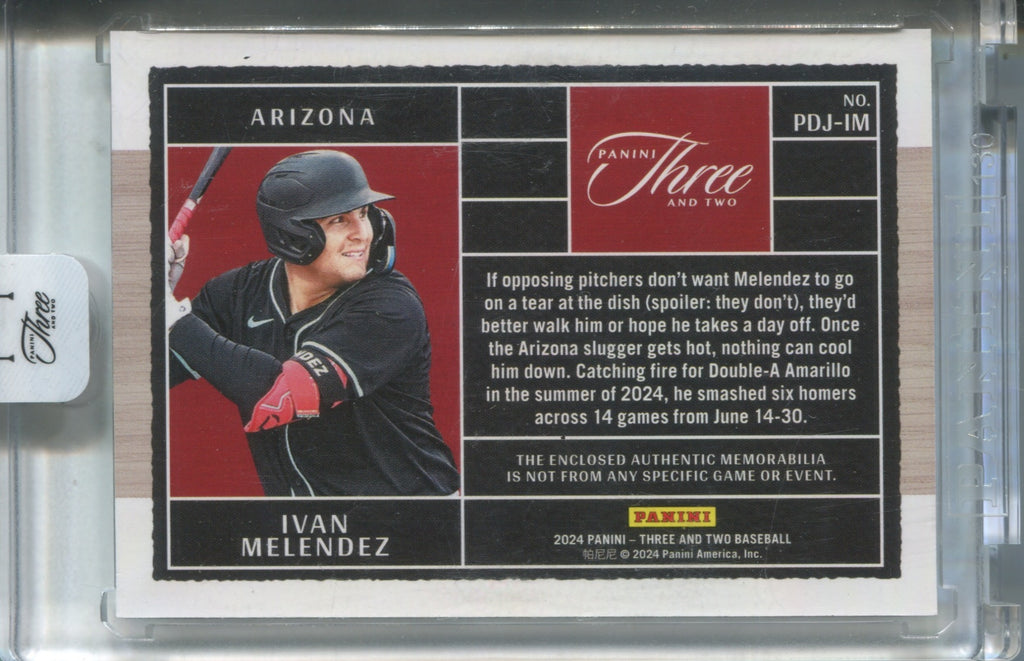 ARIZONA
NO.
PDJ-IM
PANINI
Three
AND TWO
If opposing pitchers don't want Melendez to go
on a tear at the dish (spoiler: they don't), they'd
better walk him or hope he takes a day off. Once
the Arizona slugger gets hot, nothing can cool
him down. Catching fire for Double-A Amarillo
in the summer of 2024, he smashed six homers
across 14 games from June 14-30.
THE ENCLOSED AUTHENTIC MEMORABILIA
IS NOT FROM ANY SPECIFIC GAME OR EVENT.
IVAN
MELENDEZ
PANINI
2024 PANINI – THREE AND TWO BASEBALL
帕尼尼 © 2024 Panini America, Inc.
PANINI
Three
AND TWO